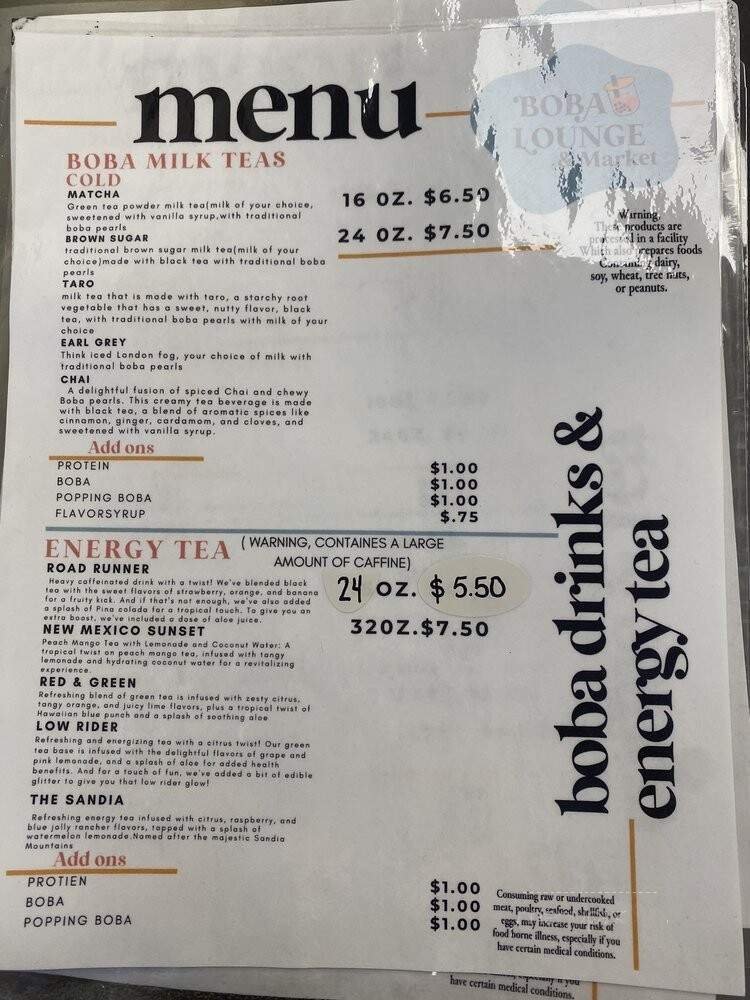 menu
BOBA
LOUNGE
& Market
BOBA MILK TEAS
COLD
MATCHA
Green tea powder milk tea(milk of your choice,
sweetened with vanilla syrup,with traditional
boba pearls
16 OZ. $6.50
24 OZ. $7.50
BROWN SUGAR
traditional brown sugar milk tea(milk of your
choice)made with black tea with traditional boba
pearls
TARO
milk tea that is made with taro, a starchy root
vegetable that has a sweet, nutty flavor, black
tea, with traditional boba pearls with milk of your
choice
EARL GREY
Think iced London fog, your choice of milk with
traditional boba pearls
CHAI
A delightful fusion of spiced Chai and chewy
Boba pearls. This creamy tea beverage is made
with black tea, a blend of aromatic spices like
cinnamon, ginger, cardamom, and cloves, and
sweetened with vanilla syrup.
Warning,
These products are
processed in a facility
Which also prepares foods
dairy,
soy, wheat, tree nuts,
or peanuts.
Add ons
PROTEIN $1.00
BOBA $1.00
POPPING BOBA $1.00
FLAVORSYRUP $.75
ENERGY TEA ( WARNING, CONTAINES A LARGE
AMOUNT OF CAFFINE)
24 OZ. $5.50
32OZ.$7.50
ROAD RUNNER
Heavy caffeinated drink with a twist! We've blended black
tea with the sweet flavors of strawberry, orange, and banana
for a fruity kick. And if that's not enough, we've also added
a splash of Pina colada for a tropical touch. To give you an
extra boost, we've included a dose of aloe juice.
NEW MEXICO SUNSET
Peach Mango Tea with Lemonade and Coconut Water: A
tropical twist on peach mango tea, infused with tangy
lemonade and hydrating coconut water for a revitalizing
experience.
RED & GREEN
Refreshing blend of green tea is infused with zesty citrus,
tangy orange, and juicy lime flavors, plus a tropical twist of
Hawaiian blue punch and a splash of soothing aloe
LOW RIDER
Refreshing and energizing tea with a citrus twist! Our green
tea base is infused with the delightful flavors of grape and
pink lemonade, and a splash of aloe for added health
benefits. And for a touch of fun, we've added a bit of edible
glitter to give you that low rider glow!
THE SANDIA
Refreshing energy tea infused with citrus, raspberry, and
blue jolly rancher flavors, topped with a splash of
watermelon lemonade.Named after the majestic Sandia
Mountains
Add ons
PROTIEN $1.00
BOBA $1.00
POPPING BOBA $1.00
boba drinks &
energy tea
Consuming raw or undercooked
meat, poultry, seafood, shellfish, or
eggs, may increase your risk of
food borne illness, especially if you
have certain medical conditions.
especially if you
have certain medical conditions.